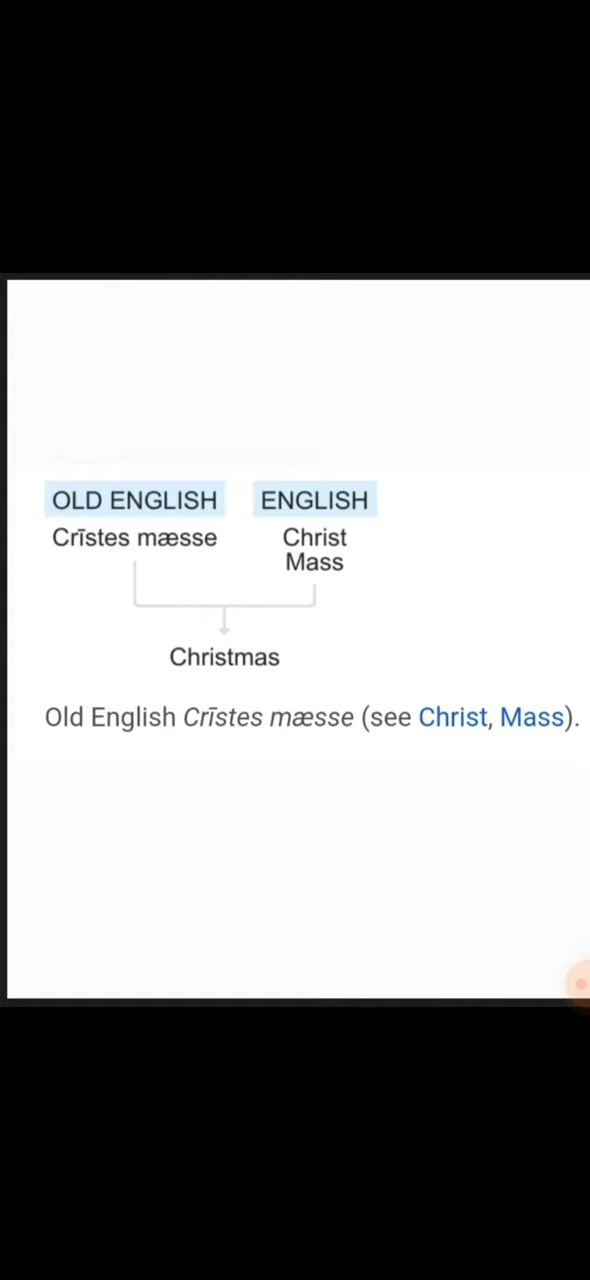 OLD ENGLISH ENGLISH
Crīstes mæsse Christ
Mass
Christmas
Old English Crīstes mæsse (see Christ, Mass).